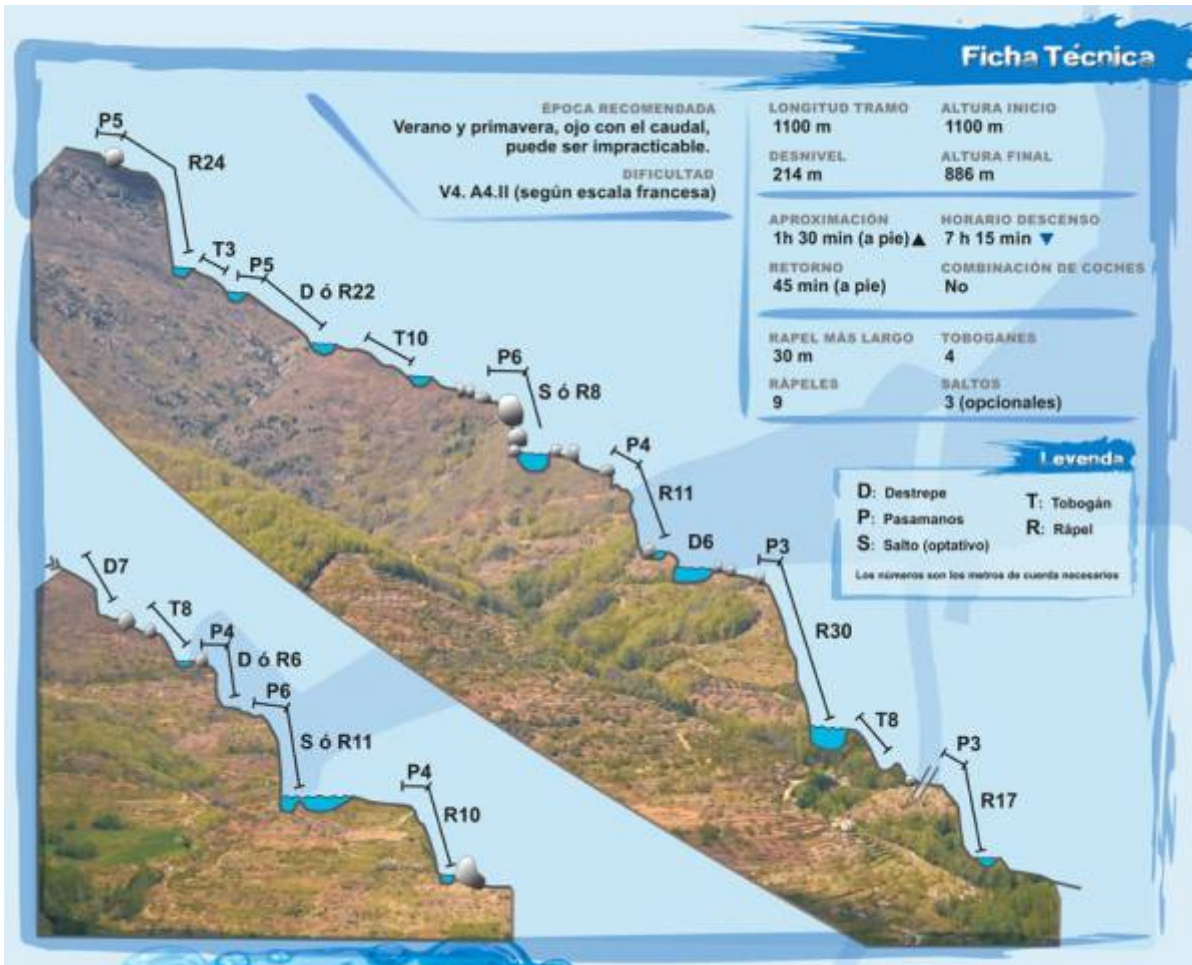 Ficha Técnica
ÉPOCA RECOMENDADA
Verano y primavera, ojo con el caudal,
puede ser impracticable.
DIFICULTAD
V4. A4.II (según escala francesa)
LONGITUD TRAMO
1100 m
ALTURA INICIO
1100 m
DESNIVEL
214 m
ALTURA FINAL
886 m
APROXIMACIÓN
1h 30 min (a pie)▲
HORARIO DESCENSO
7 h 15 min ▼
RETORNO
45 min (a pie)
COMBINACIÓN DE COCHES
No
RAPEL MÁS LARGO
30 m
TOBOGANES
4
RÁPELES
9
SALTOS
3 (opcionales)
Leyenda
D: Destrepe
P: Pasamanos
S: Salto (optativo)
T: Tobogán
R: Rápel
Los números son los metros de cuerda necesarios
P5
R24
T3
P5
D ó R22
T10
P6
S ó R8
P4
R11
D6
P3
R30
T8
P3
R17
D7
T8
P4
D ó R6
P6
S ó R11
P4
R10